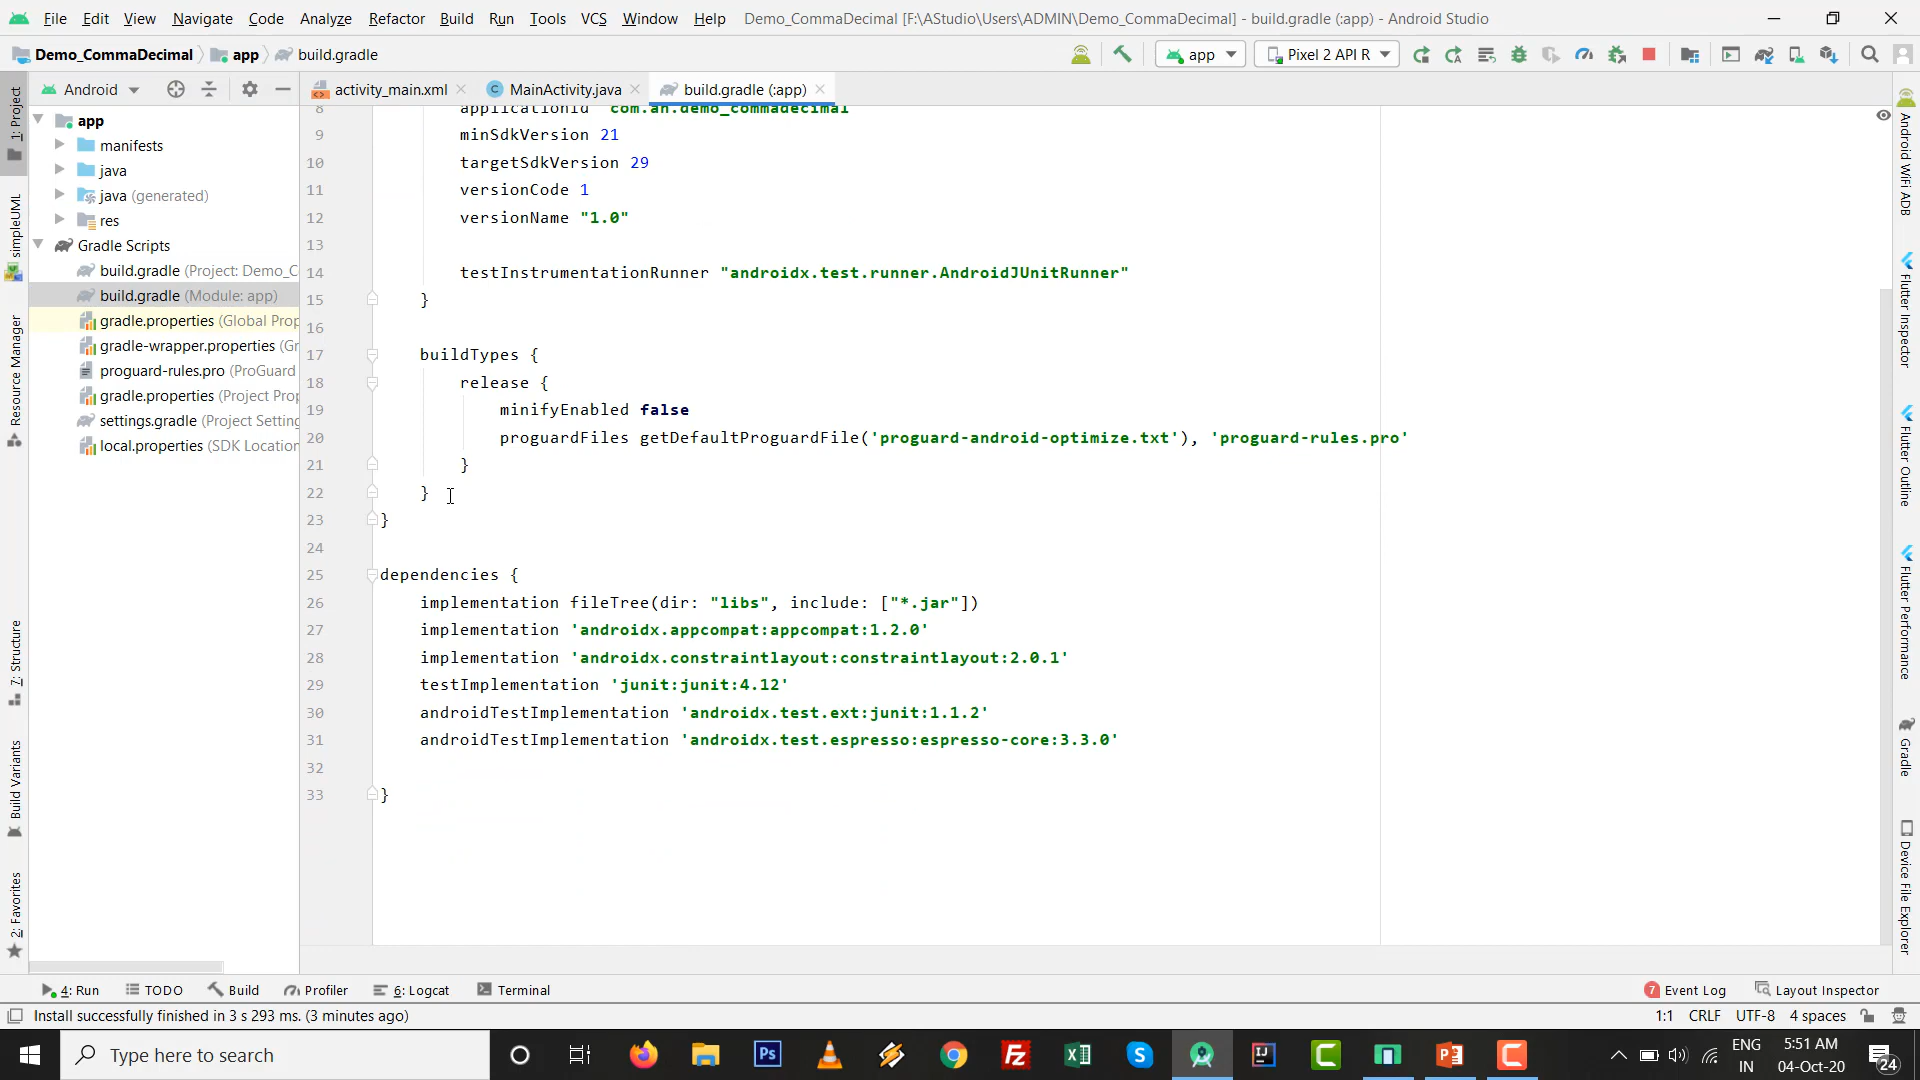 File Edit View Navigate Code Analyze Refactor Build Run Tools VCS Window Help Demo_CommaDecimal [F:\AStudio\Users\ADMIN\Demo_CommaDecimal] - build.gradle (:app) - Android Studio
Demo_CommaDecimal app build.gradle app Pixel 2 API R
Android activity_main.xml MainActivity.java build.gradle (:app)
app
manifests
java
java (generated)
res
Gradle Scripts
build.gradle (Project: Demo_C
build.gradle (Module: app)
gradle.properties (Global Prop
gradle-wrapper.properties (Gr
proguard-rules.pro (ProGuard
gradle.properties (Project Prop
settings.gradle (Project Setting
local.properties (SDK Location
1: Project
simpleUML
Resource Manager
7: Structure
Build Variants
2: Favorites
8 applicationId "com.an.demo_commadecimal"
9 minSdkVersion 21
10 targetSdkVersion 29
11 versionCode 1
12 versionName "1.0"
13
14 testInstrumentationRunner "androidx.test.runner.AndroidJUnitRunner"
15 }
16
17 buildTypes {
18 release {
19 minifyEnabled false
20 proguardFiles getDefaultProguardFile('proguard-android-optimize.txt'), 'proguard-rules.pro'
21 }
22 }
23 }
24
25 dependencies {
26 implementation fileTree(dir: "libs", include: ["*.jar"])
27 implementation 'androidx.appcompat:appcompat:1.2.0'
28 implementation 'androidx.constraintlayout:constraintlayout:2.0.1'
29 testImplementation 'junit:junit:4.12'
30 androidTestImplementation 'androidx.test.ext:junit:1.1.2'
31 androidTestImplementation 'androidx.test.espresso:espresso-core:3.3.0'
32
33 }
Android WiFi ADB
Flutter Inspector
Flutter Outline
Flutter Performance
Gradle
Device File Explorer
4: Run TODO Build Profiler 6: Logcat Terminal 7 Event Log Layout Inspector
Install successfully finished in 3 s 293 ms. (3 minutes ago) 1:1 CRLF UTF-8 4 spaces
Type here to search ENG 5:51 AM
IN 04-Oct-20 24